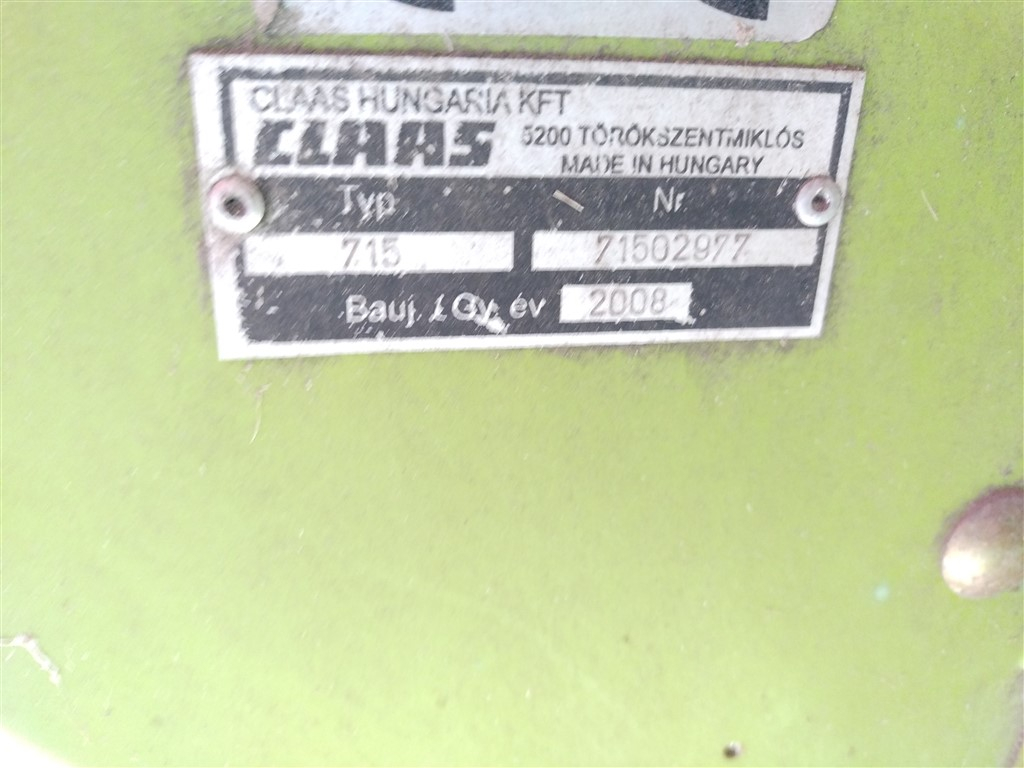 CLAAS HUNGARIA KFT
CLAAS 5200 TÖRÖKSZENTMIKLÓS
MADE IN HUNGARY
Typ Nr
715 71502977
Bauj. / Gy. év 2008